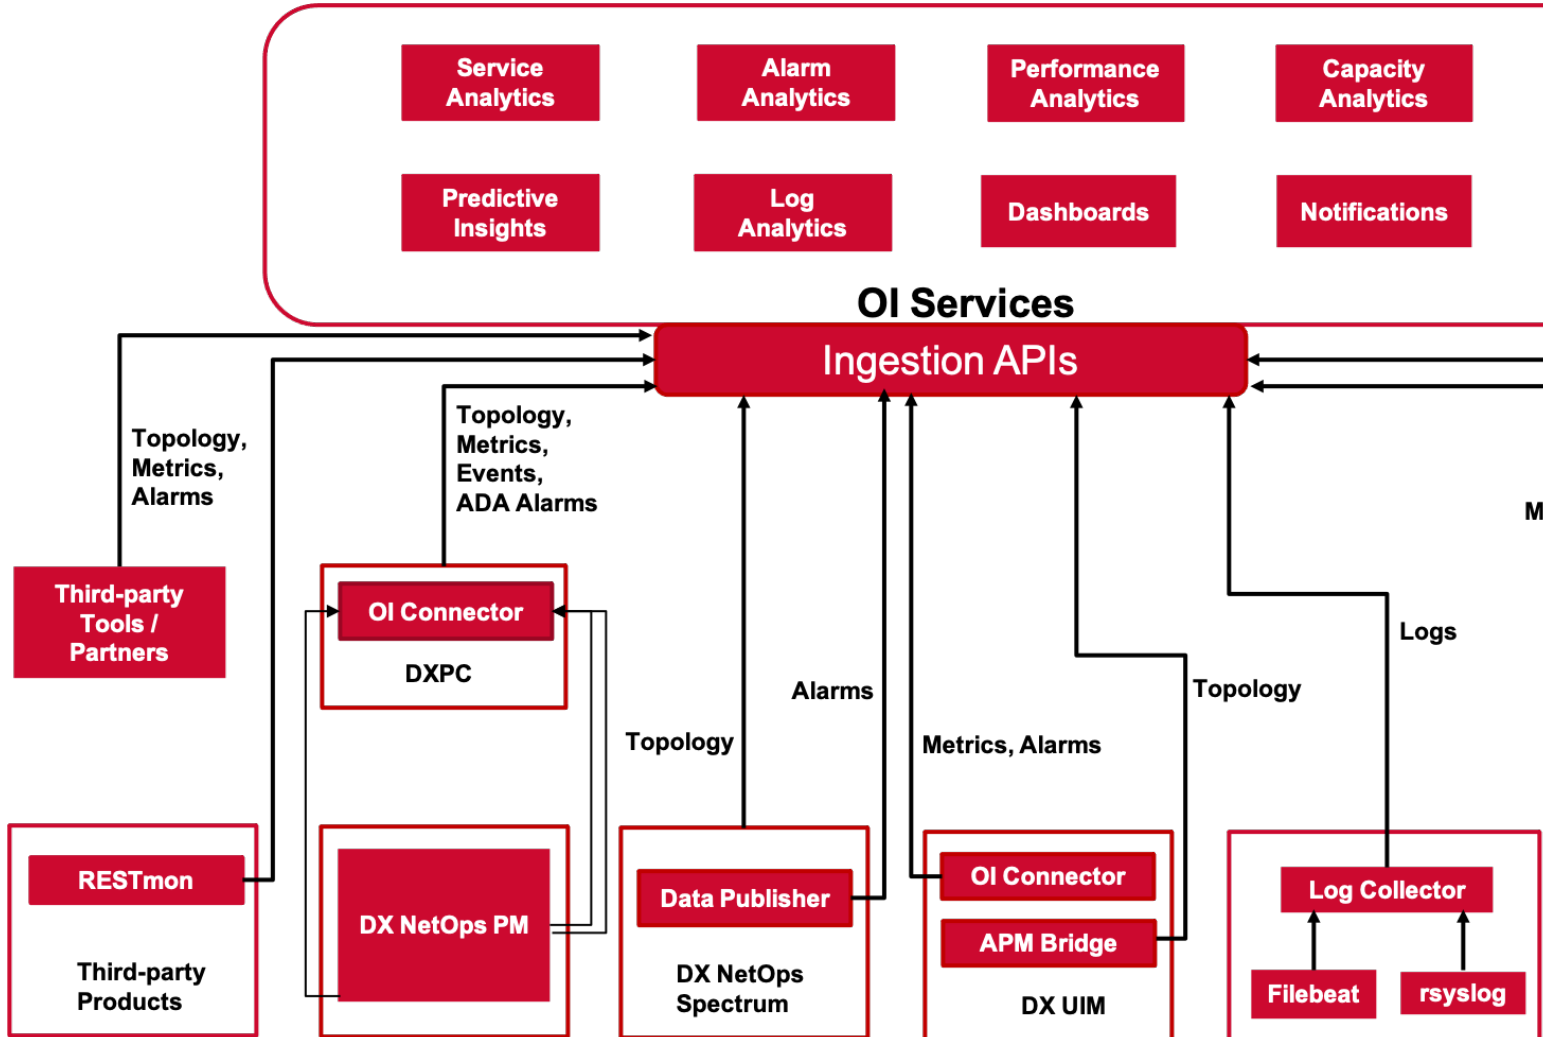 Service
Analytics
Alarm
Analytics
Performance
Analytics
Capacity
Analytics
Predictive
Insights
Log
Analytics
Dashboards
Notifications
OI Services
Ingestion APIs
Topology,
Metrics,
Alarms
Topology,
Metrics,
Events,
ADA Alarms
M
Third-party
Tools /
Partners
OI Connector
DXPC
Logs
Alarms
Topology
Topology
Metrics, Alarms
RESTmon
Third-party
Products
DX NetOps PM
Data Publisher
DX NetOps
Spectrum
OI Connector
APM Bridge
DX UIM
Log Collector
Filebeat
rsyslog